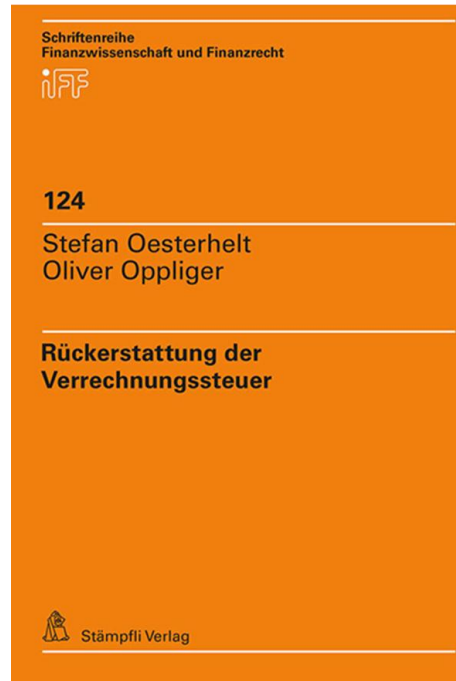 Schriftenreihe
Finanzwissenschaft und Finanzrecht
iFF
124
Stefan Oesterhelt
Oliver Oppliger
Rückerstattung der
Verrechnungssteuer
Stämpfli Verlag